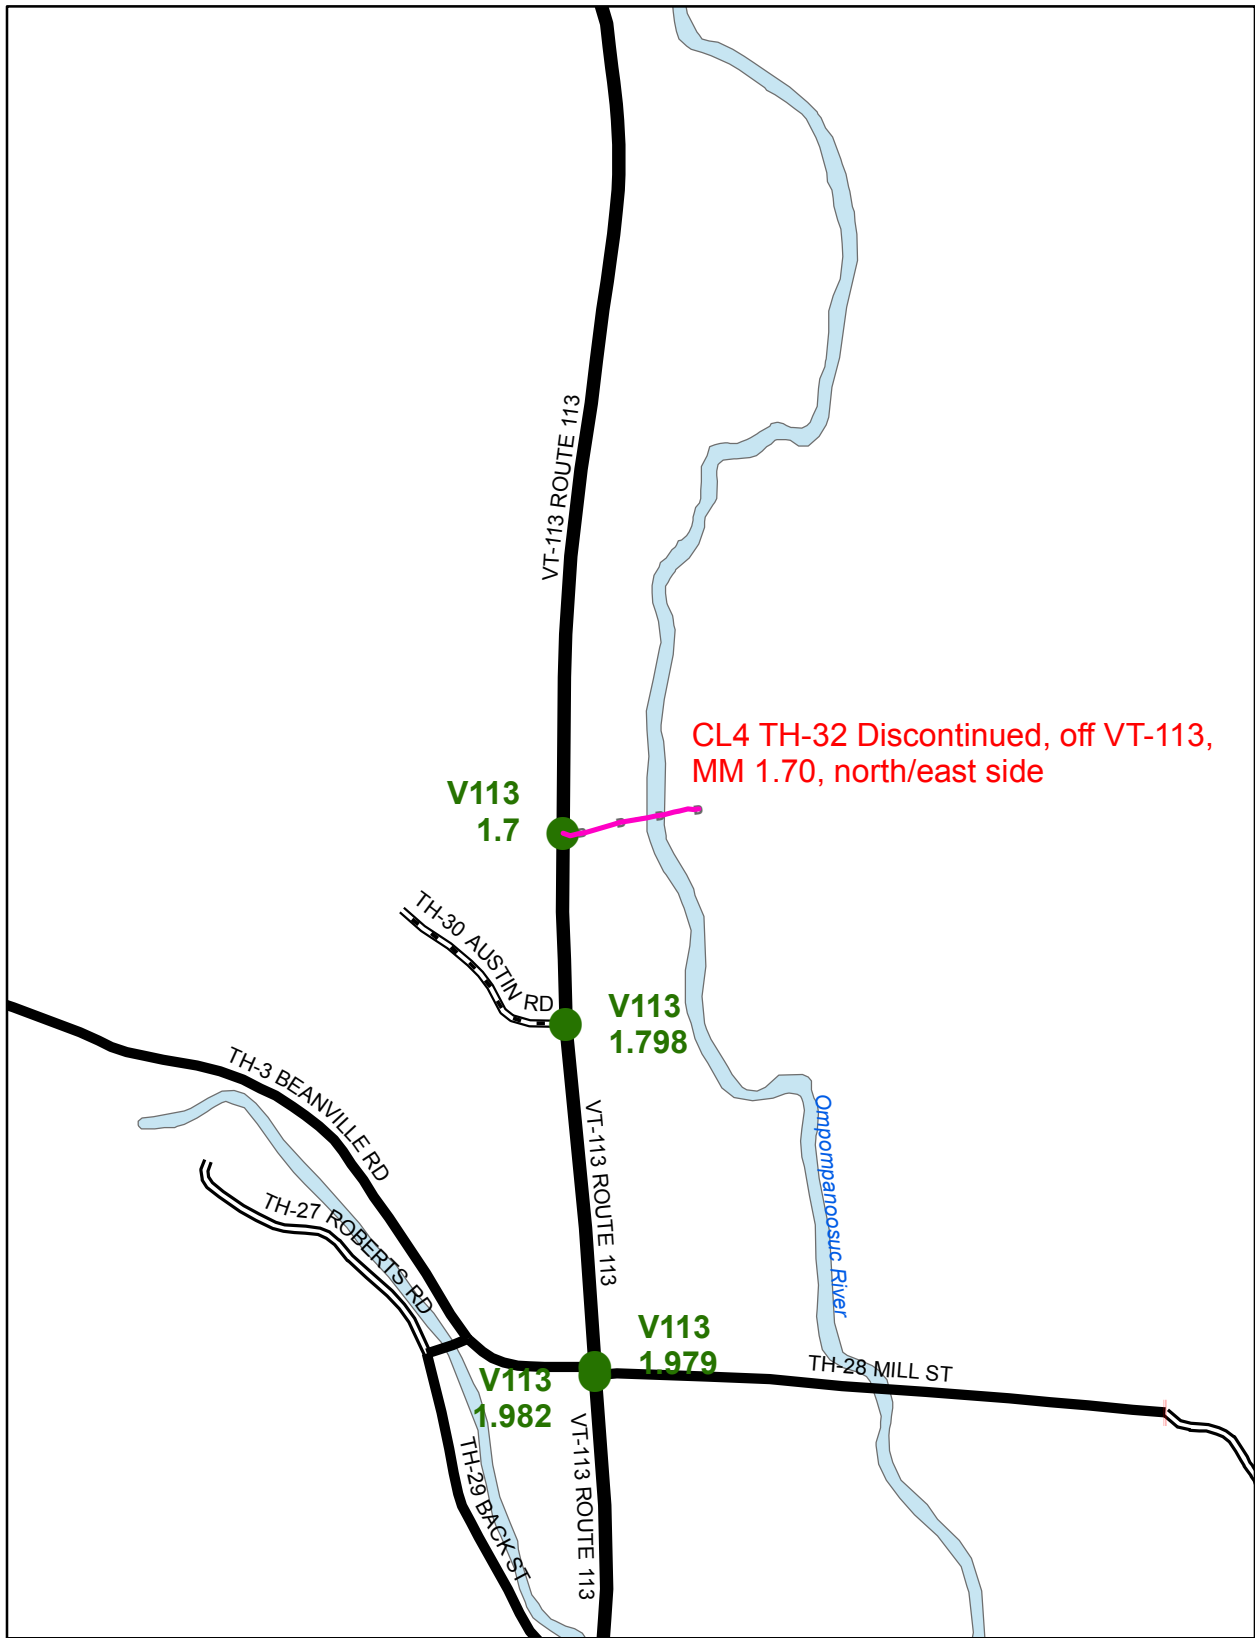 VT-113 ROUTE 113
CL4 TH-32 Discontinued, off VT-113,
MM 1.70, north/east side
V113
1.7
TH-30 AUSTIN RD
V113
1.798
TH-3 BEANVILLE RD
VT-113 ROUTE 113
Ompompanoosuc River
TH-27 ROBERTS RD
V113
1.979
TH-28 MILL ST
V113
1.982
VT-113 ROUTE 113
TH-29 BACK ST